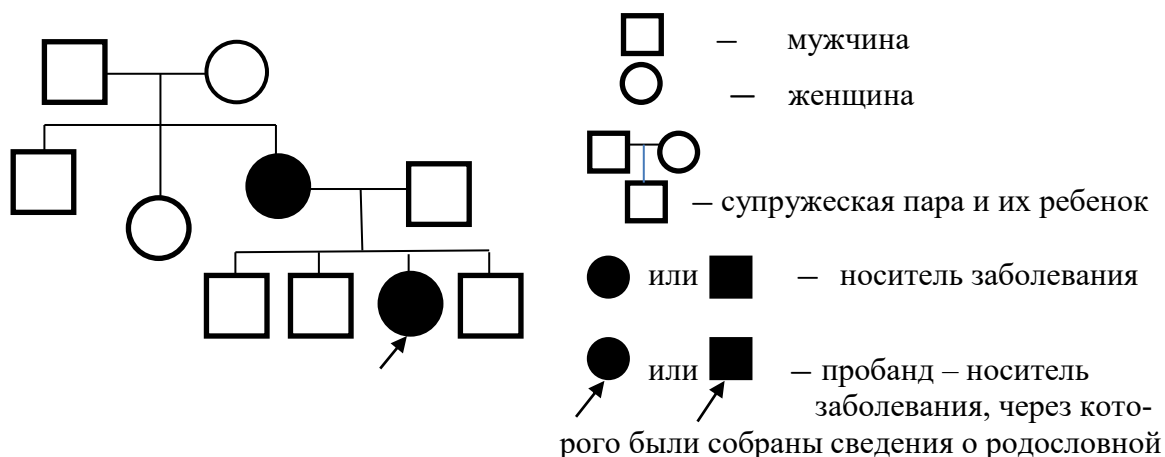 – мужчина
– женщина
– супружеская пара и их ребенок
или – носитель заболевания
или – пробанд – носитель
заболевания, через кото-
рого были собраны сведения о родословной